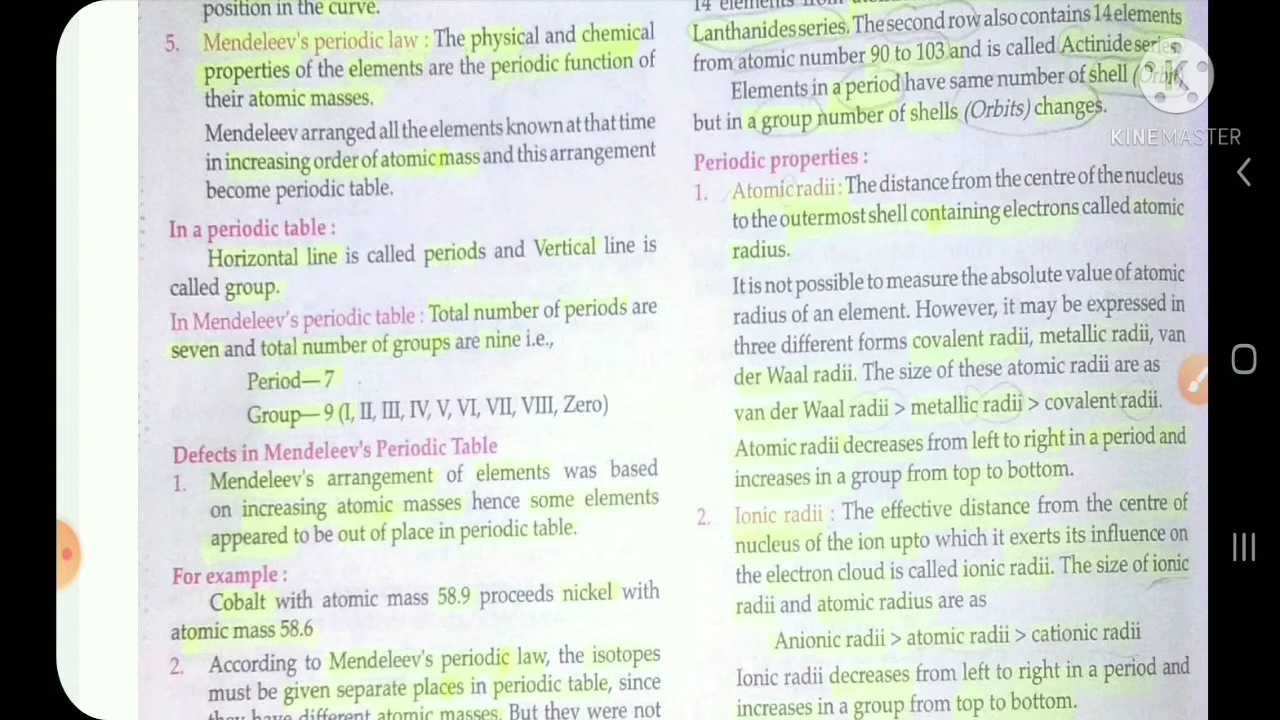 position in the curve.
5. Mendeleev's periodic law : The physical and chemical
properties of the elements are the periodic function of
their atomic masses.
Mendeleev arranged all the elements known at that time
in increasing order of atomic mass and this arrangement
become periodic table.
In a periodic table :
Horizontal line is called periods and Vertical line is
called group.
In Mendeleev's periodic table : Total number of periods are
seven and total number of groups are nine i.e.,
Period—7
Group—9 (I, II, III, IV, V, VI, VII, VIII, Zero)
Defects in Mendeleev's Periodic Table
1. Mendeleev's arrangement of elements was based
on increasing atomic masses hence some elements
appeared to be out of place in periodic table.
For example :
Cobalt with atomic mass 58.9 proceeds nickel with
atomic mass 58.6
2. According to Mendeleev's periodic law, the isotopes
must be given separate places in periodic table, since
they have different atomic masses. But they were not
14 elements from
Lanthanides series. The second row also contains 14 elements
from atomic number 90 to 103 and is called Actinide series.
Elements in a period have same number of shell (Orbit)
but in a group number of shells (Orbits) changes.
Periodic properties :
1. Atomic radii : The distance from the centre of the nucleus
to the outermost shell containing electrons called atomic
radius.
It is not possible to measure the absolute value of atomic
radius of an element. However, it may be expressed in
three different forms covalent radii, metallic radii, van
der Waal radii. The size of these atomic radii are as
van der Waal radii > metallic radii > covalent radii.
Atomic radii decreases from left to right in a period and
increases in a group from top to bottom.
2. Ionic radii : The effective distance from the centre of
nucleus of the ion upto which it exerts its influence on
the electron cloud is called ionic radii. The size of ionic
radii and atomic radius are as
Anionic radii > atomic radii > cationic radii
Ionic radii decreases from left to right in a period and
increases in a group from top to bottom.
K
KINEMASTER